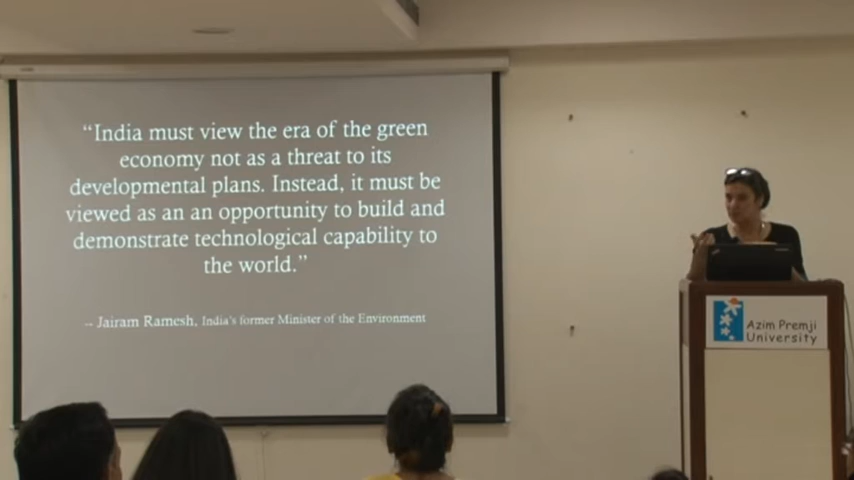 “India must view the era of the green
economy not as a threat to its
developmental plans. Instead, it must be
viewed as an an opportunity to build and
demonstrate technological capability to
the world.”
-- Jairam Ramesh, India's former Minister of the Environment
Azim Premji
University